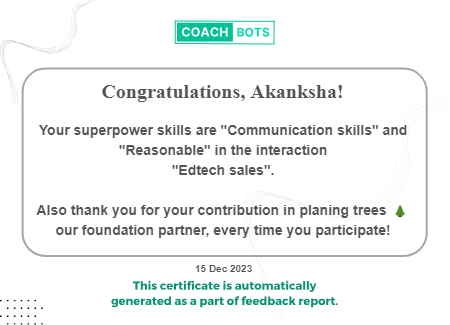 COACH BOTS
Congratulations, Akanksha!
Your superpower skills are "Communication skills" and
"Reasonable" in the interaction
"Edtech sales".
Also thank you for your contribution in planing trees 🌲
our foundation partner, every time you participate!
15 Dec 2023
This certificate is automatically
generated as a part of feedback report.